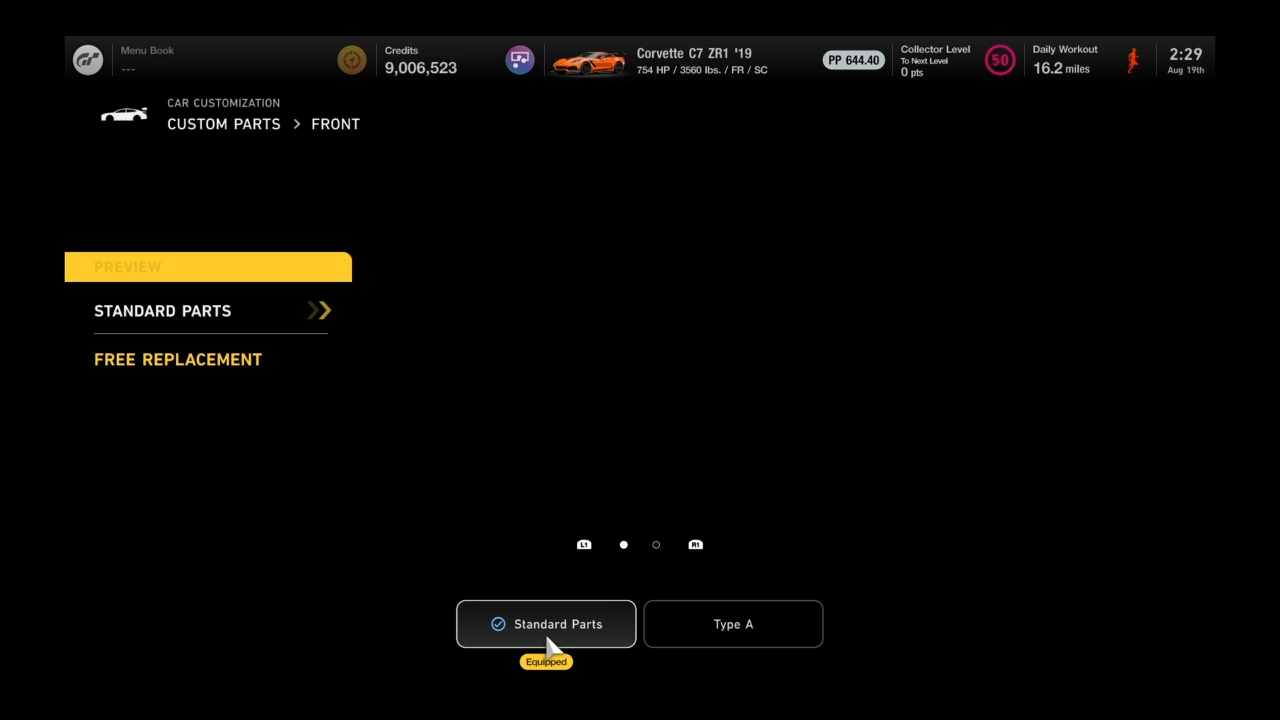 Menu Book
---
Credits
9,006,523
Corvette C7 ZR1 '19
754 HP / 3560 lbs. / FR / SC
PP 644.40
Collector Level
To Next Level
0 pts
50
Daily Workout
16.2 miles
2:29
Aug 19th
CAR CUSTOMIZATION
CUSTOM PARTS > FRONT
PREVIEW
STANDARD PARTS
FREE REPLACEMENT
L1
R1
Standard Parts
Type A
Equipped